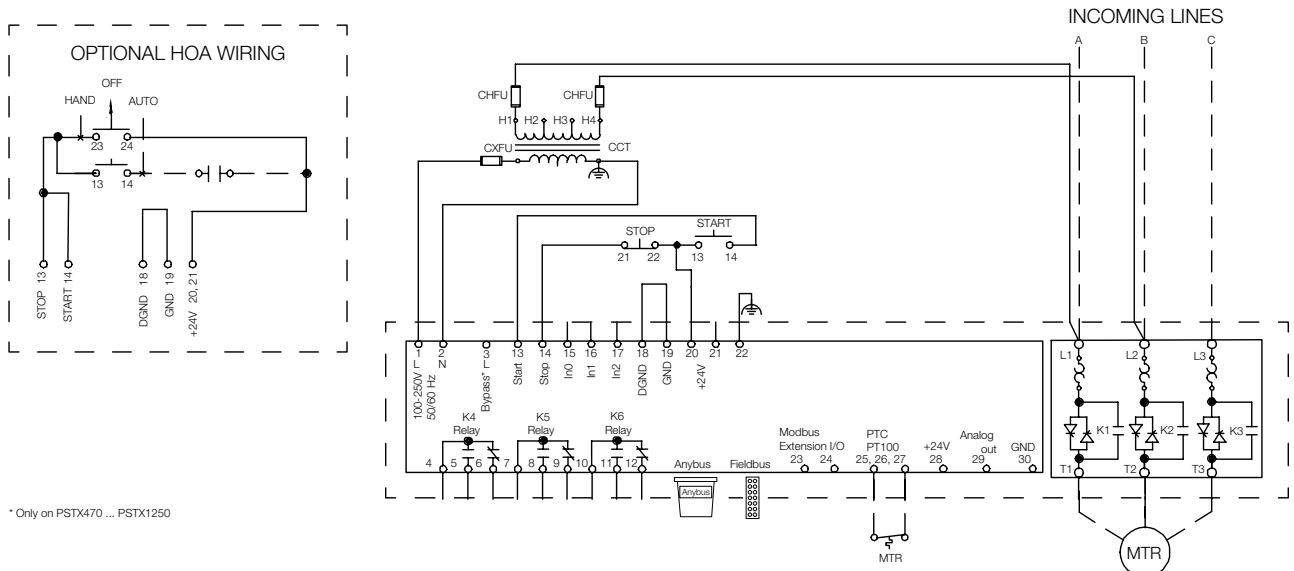 INCOMING LINES
A B C
OPTIONAL HOA WIRING
OFF
HAND AUTO
23 24
13 14
STOP 13
START 14
DGND 18
GND 19
+24V 20, 21
CHFU CHFU
H1 H2 H3 H4
CXFU CCT
STOP START
21 22 13 14
1 2 3 13 14 15 16 17 18 19 20 21 22
100-250V L
50/60 Hz N
Bypass* L
Start
Stop
In0
In1
In2
DGND
GND
+24V
L1 L2 L3
K1 K2 K3
T1 T2 T3
K4 Relay
K5 Relay
K6 Relay
4 5 6 7 8 9 10 11 12
Anybus
Anybus
Fieldbus
Modbus
Extension I/O
23 24
PTC
PT100
25, 26, 27
+24V
28
Analog
out
29
GND
30
MTR
MTR
* Only on PSTX470 ... PSTX1250